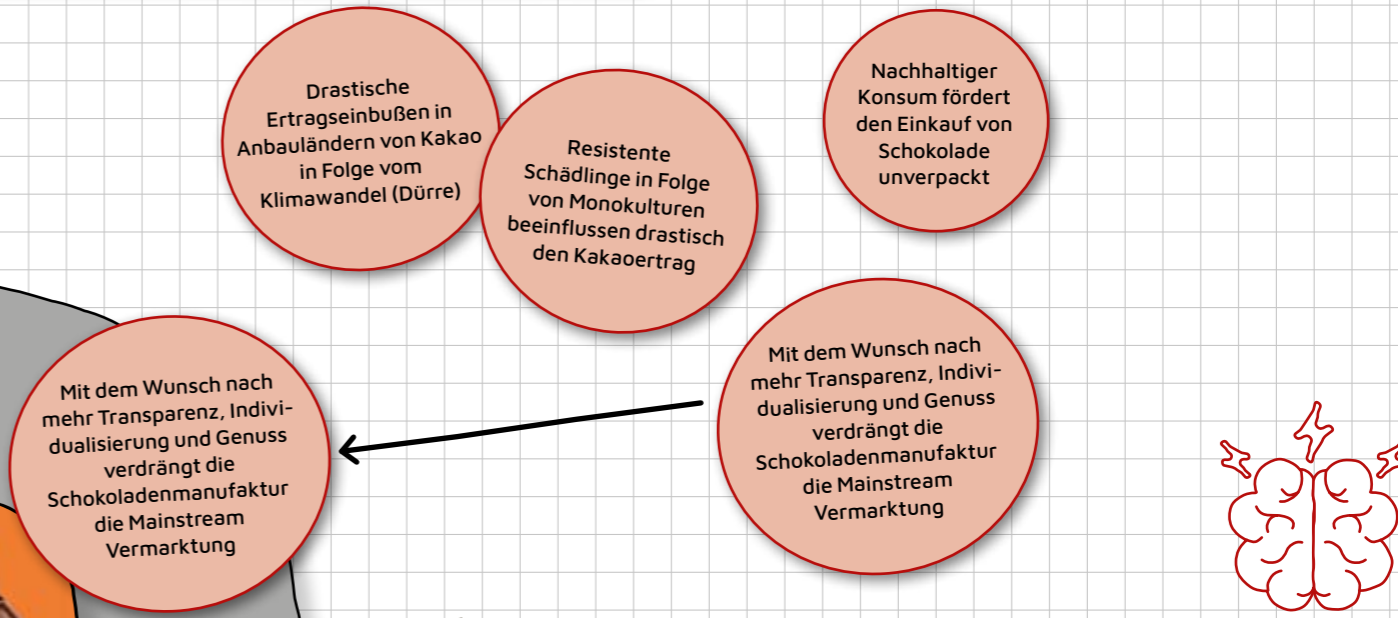 Drastische
Ertragseinbußen in
Anbauländern von Kakao
in Folge vom
Klimawandel (Dürre)
Resistente
Schädlinge in Folge
von Monokulturen
beeinflussen drastisch
den Kakaoertrag
Nachhaltiger
Konsum fördert
den Einkauf von
Schokolade
unverpackt
Mit dem Wunsch nach
mehr Transparenz, Indivi-
dualisierung und Genuss
verdrängt die
Schokoladenmanufaktur
die Mainstream
Vermarktung
Mit dem Wunsch nach
mehr Transparenz, Indivi-
dualisierung und Genuss
verdrängt die
Schokoladenmanufaktur
die Mainstream
Vermarktung